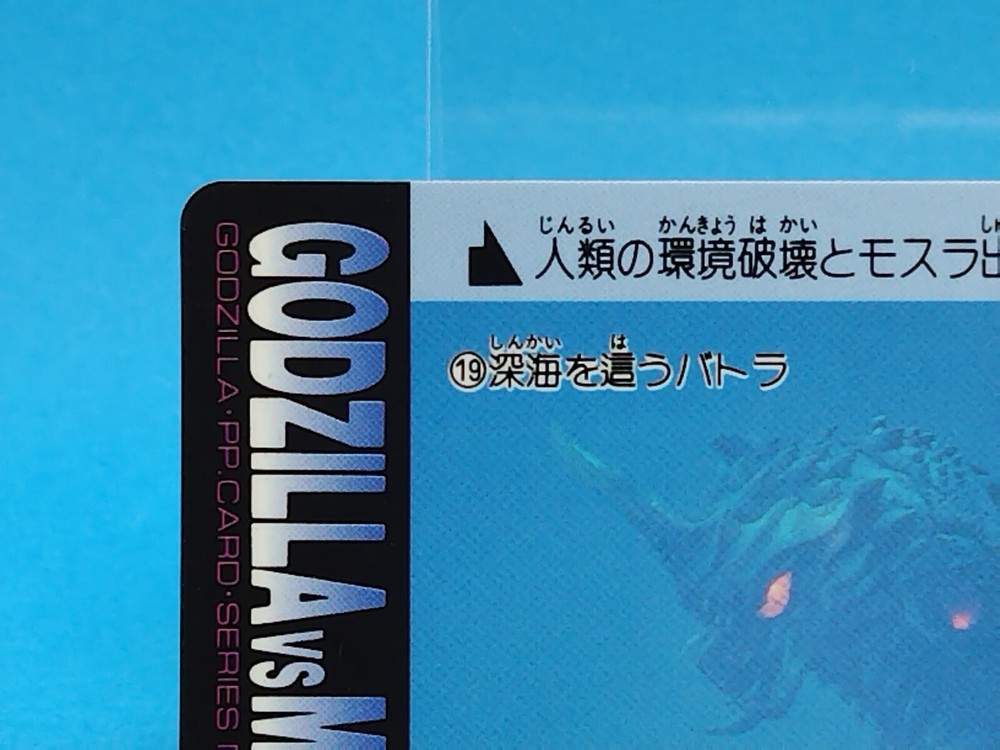 人類の環境破壊とモスラ出
じんるい かんきょう は かい
⑲深海を這うバトラ
しんかい は
GODZILLA VS M
GODZILLA・PP.CARD・SERIES